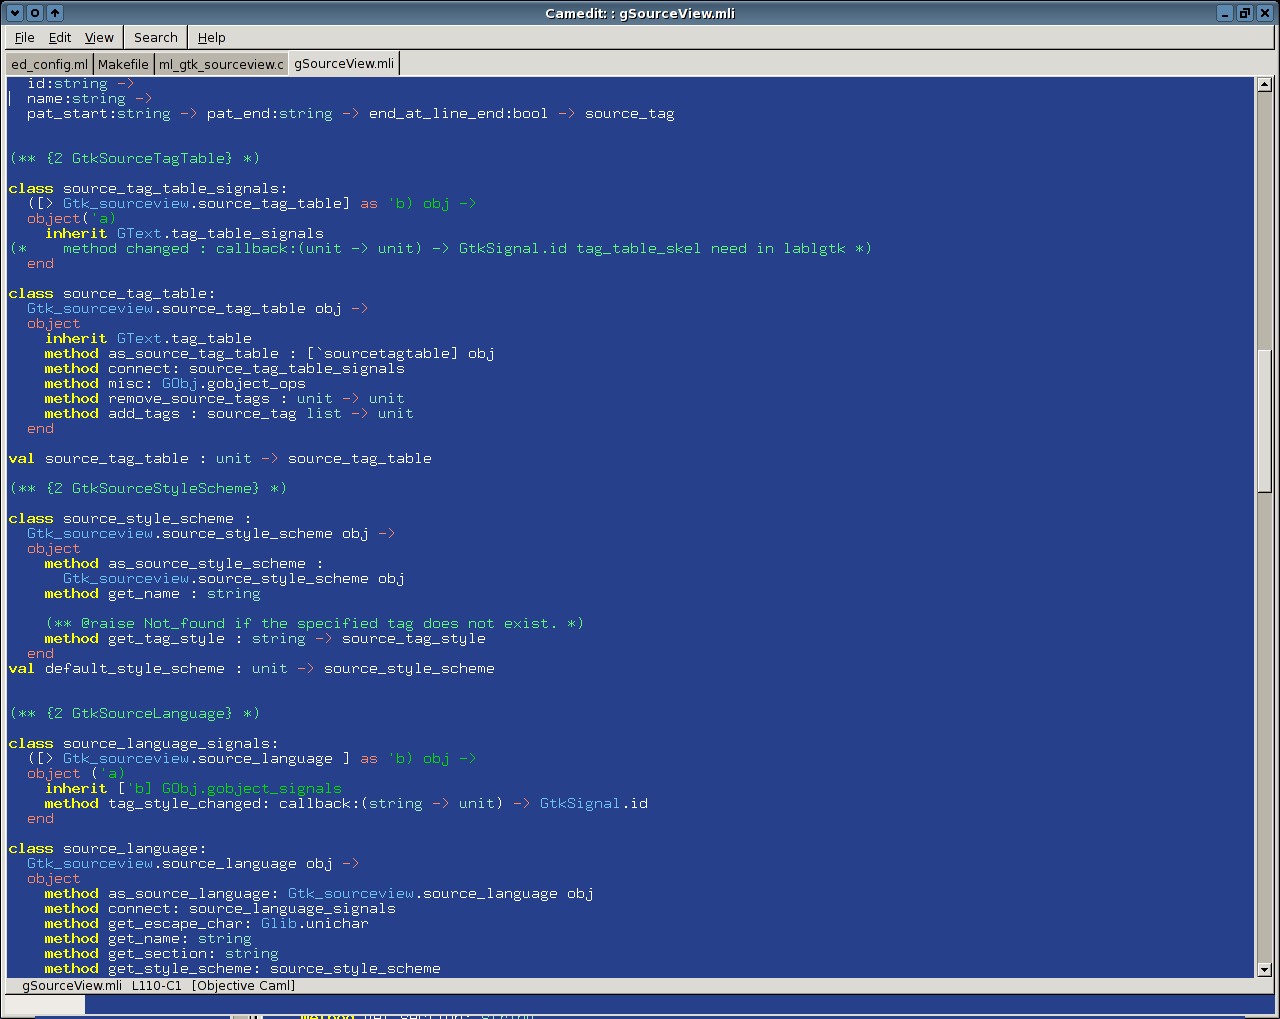 Camedit: : gSourceView.mli
File Edit View Search Help
ed_config.ml Makefile ml_gtk_sourceview.c gSourceView.mli
  id:string ->
  name:string ->
  pat_start:string -> pat_end:string -> end_at_line_end:bool -> source_tag
(** {2 GtkSourceTagTable} *)
class source_tag_table_signals:
  ([> Gtk_sourceview.source_tag_table] as 'b) obj ->
  object('a)
    inherit GText.tag_table_signals
(*    method changed : callback:(unit -> unit) -> GtkSignal.id tag_table_skel need in lablgtk *)
  end
class source_tag_table:
  Gtk_sourceview.source_tag_table obj ->
  object
    inherit GText.tag_table
    method as_source_tag_table : [`sourcetagtable] obj
    method connect: source_tag_table_signals
    method misc: GObj.gobject_ops
    method remove_source_tags : unit -> unit
    method add_tags : source_tag list -> unit
  end
val source_tag_table : unit -> source_tag_table
(** {2 GtkSourceStyleScheme} *)
class source_style_scheme :
  Gtk_sourceview.source_style_scheme obj ->
  object
    method as_source_style_scheme :
      Gtk_sourceview.source_style_scheme obj
    method get_name : string
    (** @raise Not_found if the specified tag does not exist. *)
    method get_tag_style : string -> source_tag_style
  end
val default_style_scheme : unit -> source_style_scheme
(** {2 GtkSourceLanguage} *)
class source_language_signals:
  ([> Gtk_sourceview.source_language ] as 'b) obj ->
  object ('a)
    inherit ['b] GObj.gobject_signals
    method tag_style_changed: callback:(string -> unit) -> GtkSignal.id
  end
class source_language:
  Gtk_sourceview.source_language obj ->
  object
    method as_source_language: Gtk_sourceview.source_language obj
    method connect: source_language_signals
    method get_escape_char: Glib.unichar
    method get_name: string
    method get_section: string
    method get_style_scheme: source_style_scheme
gSourceView.mli L110-C1 [Objective Caml]